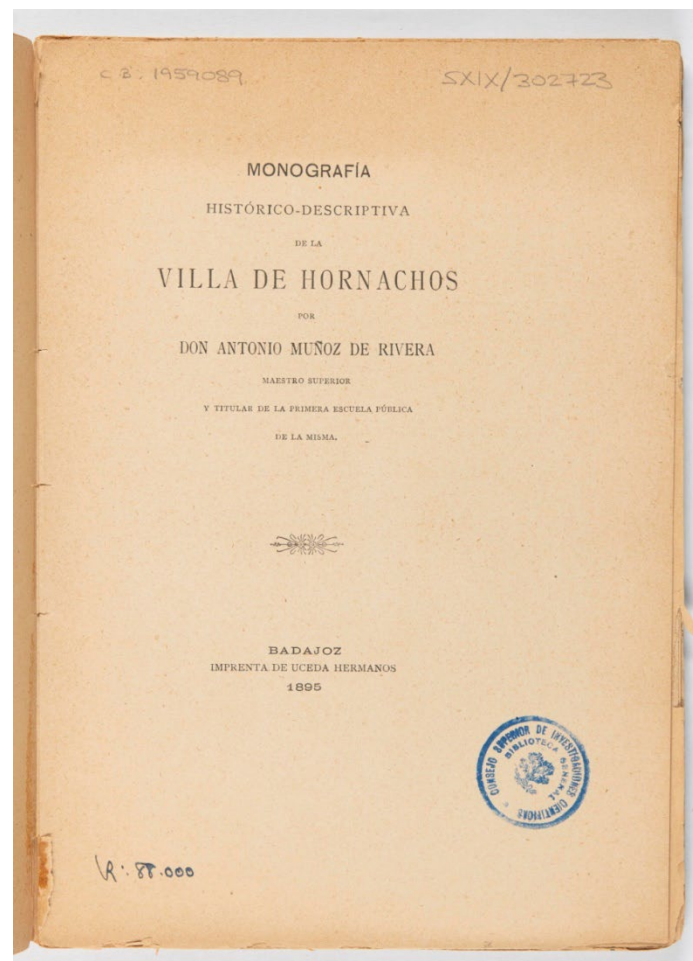 C B. 1959089
SXIX/302723
MONOGRAFÍA
HISTÓRICO-DESCRIPTIVA
DE LA
VILLA DE HORNACHOS
POR
DON ANTONIO MUÑOZ DE RIVERA
MAESTRO SUPERIOR
Y TITULAR DE LA PRIMERA ESCUELA PÚBLICA
DE LA MISMA.
BADAJOZ
IMPRENTA DE UCEDA HERMANOS
1895
CONSEJO SUPERIOR DE INVESTIGACIONES CIENTIFICAS
BIBLIOTECA GENERAL
R: 88.000